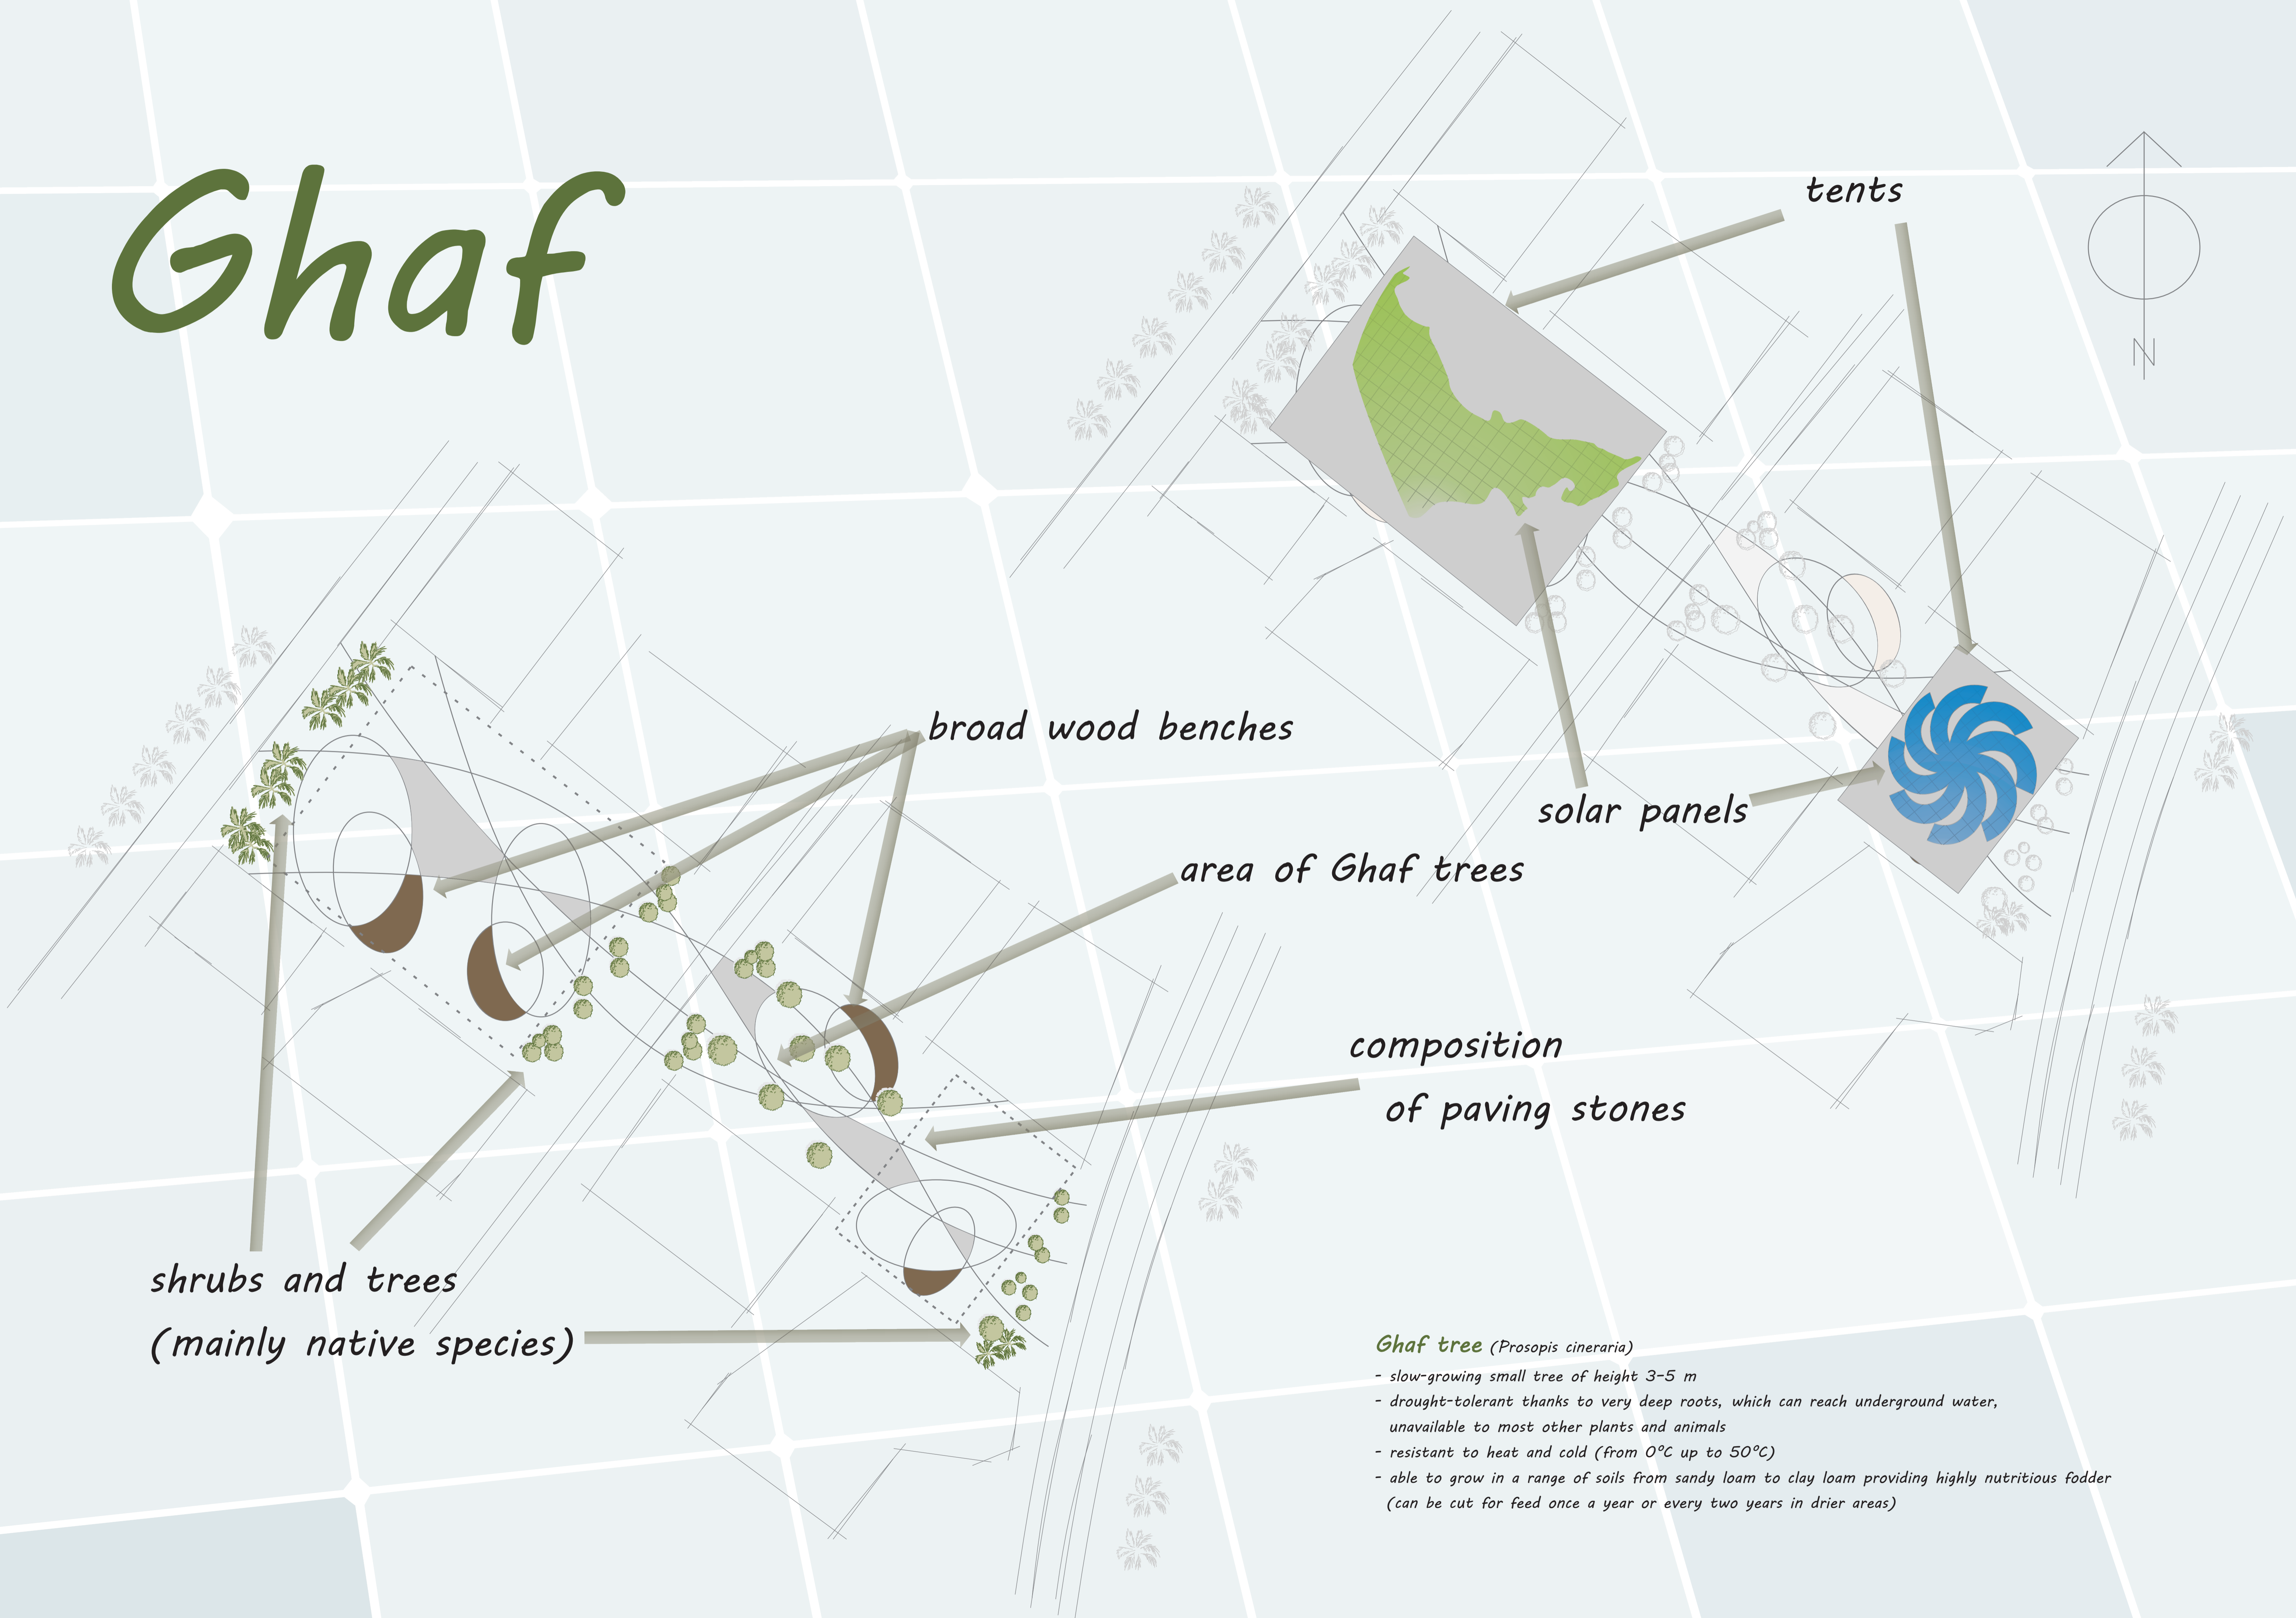 Ghaf
tents
N
broad wood benches
solar panels
area of Ghaf trees
composition
of paving stones
shrubs and trees
(mainly native species)
Ghaf tree (Prosopis cineraria)
- slow-growing small tree of height 3-5 m
- drought-tolerant thanks to very deep roots, which can reach underground water,
unavailable to most other plants and animals
- resistant to heat and cold (from 0°C up to 50°C)
- able to grow in a range of soils from sandy loam to clay loam providing highly nutritious fodder
(can be cut for feed once a year or every two years in drier areas)